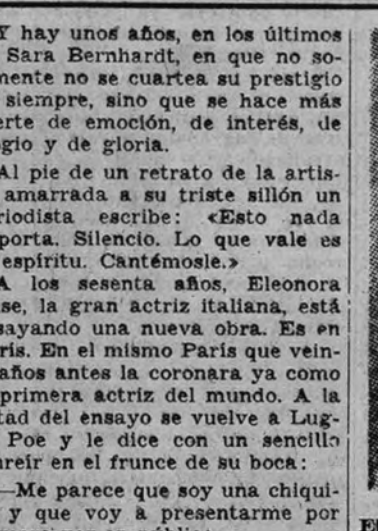 Y hay unos años, en los últimos
Sara Bernhardt, en que no so-
mente no se cuartea su prestigio
siempre, sino que se hace más
erte de emoción, de interés, de
gio y de gloria.
Al pie de un retrato de la artis-
amarrada a su triste sillón un
riodista escribe: «Esto nada
porta. Silencio. Lo que vale es
espíritu. Cantémosle.»
A los sesenta años, Eleonora
se, la gran actriz italiana, está
sayando una nueva obra. Es en
rís. En el mismo París que vein-
años antes la coronara ya como
primera actriz del mundo. A la
tad del ensayo se vuelve a Lug-
Poe y le dice con un sencillo
nreír en el frunce de su boca:
—Me parece que soy una chiqui-
y que voy a presentarme por